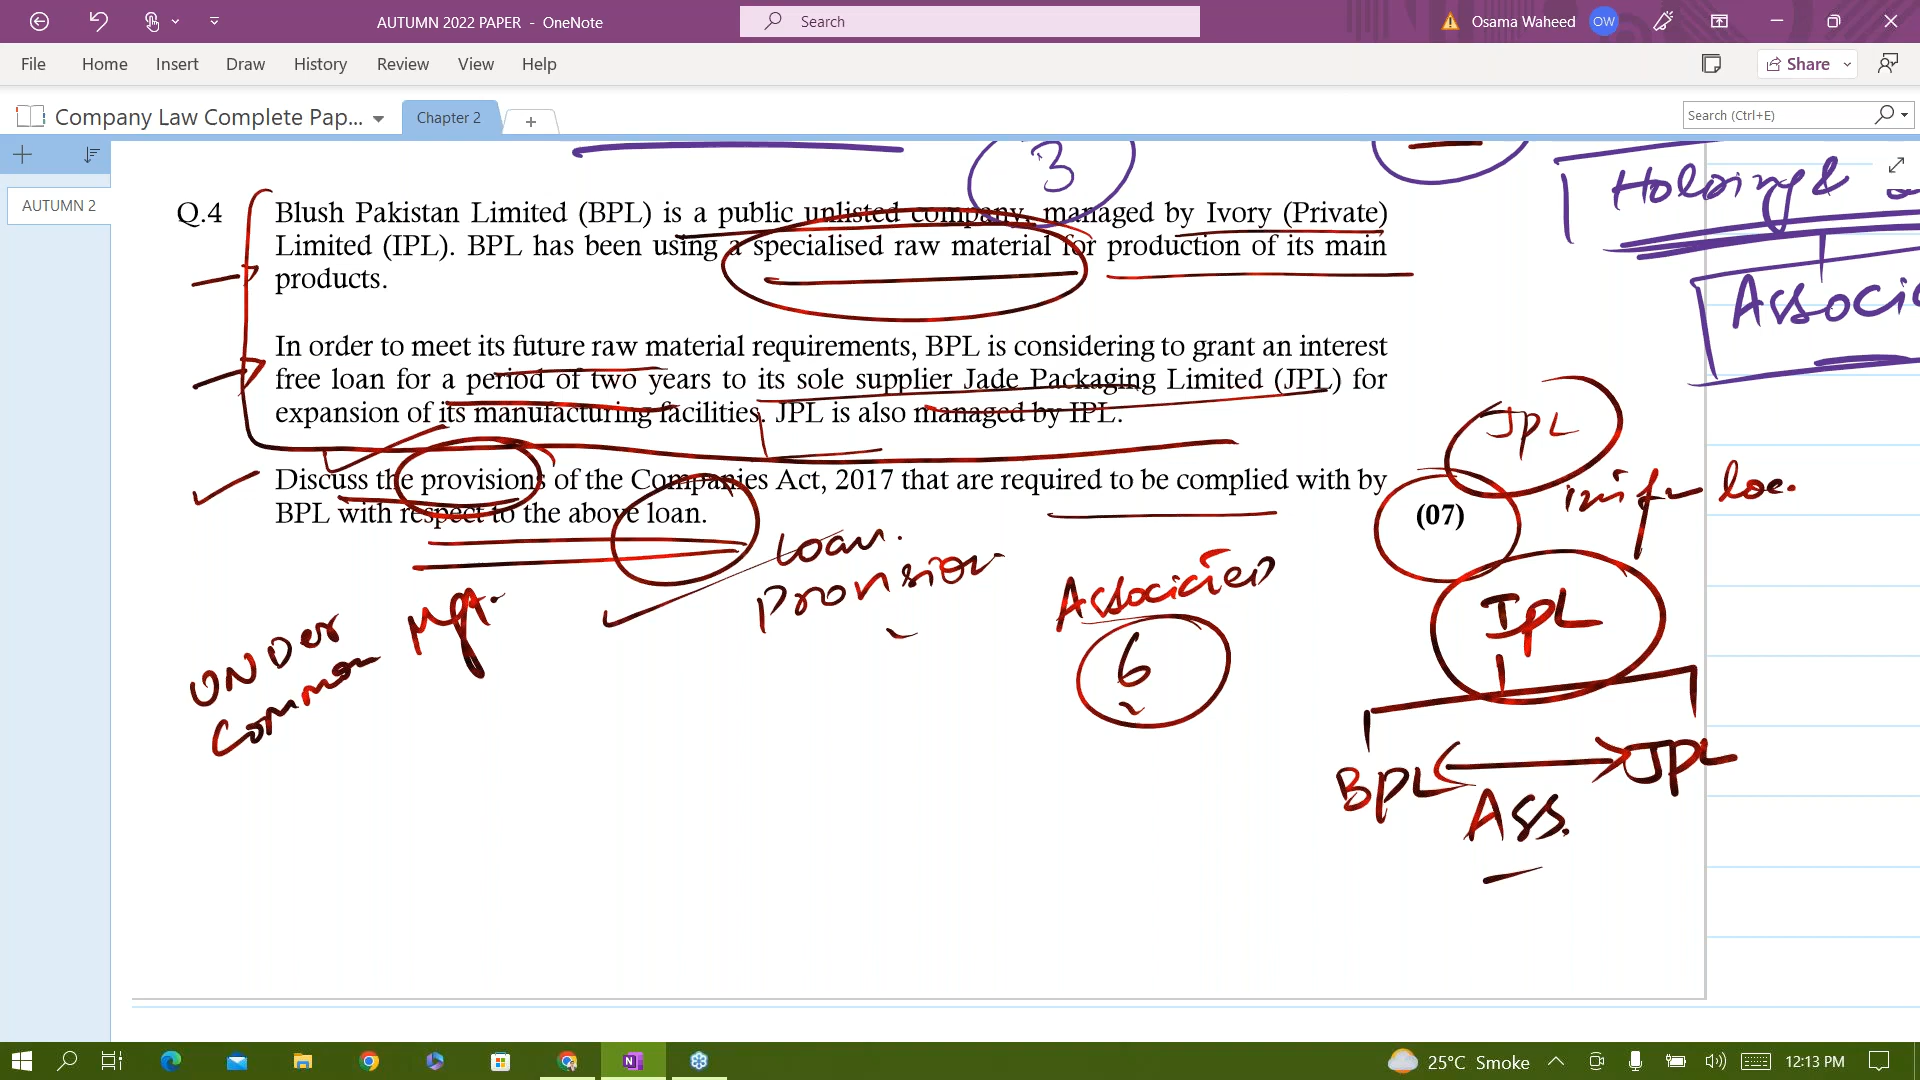 AUTUMN 2022 PAPER - OneNote
Search
Osama Waheed
OW
File Home Insert Draw History Review View Help
Share
Company Law Complete Pap...
Chapter 2
Search (Ctrl+E)
AUTUMN 2
3
Holding &
Associ
Q.4 Blush Pakistan Limited (BPL) is a public unlisted company, managed by Ivory (Private)
Limited (IPL). BPL has been using a specialised raw material for production of its main
products.
In order to meet its future raw material requirements, BPL is considering to grant an interest
free loan for a period of two years to its sole supplier Jade Packaging Limited (JPL) for
expansion of its manufacturing facilities. JPL is also managed by IPL.
Discuss the provisions of the Companies Act, 2017 that are required to be complied with by
BPL with respect to the above loan.
(07)
JPL
Loan.
Provision
Associated
6
UNDer
Common Mgt.
IPL
BPL
JPL
Ass.
25°C Smoke
12:13 PM